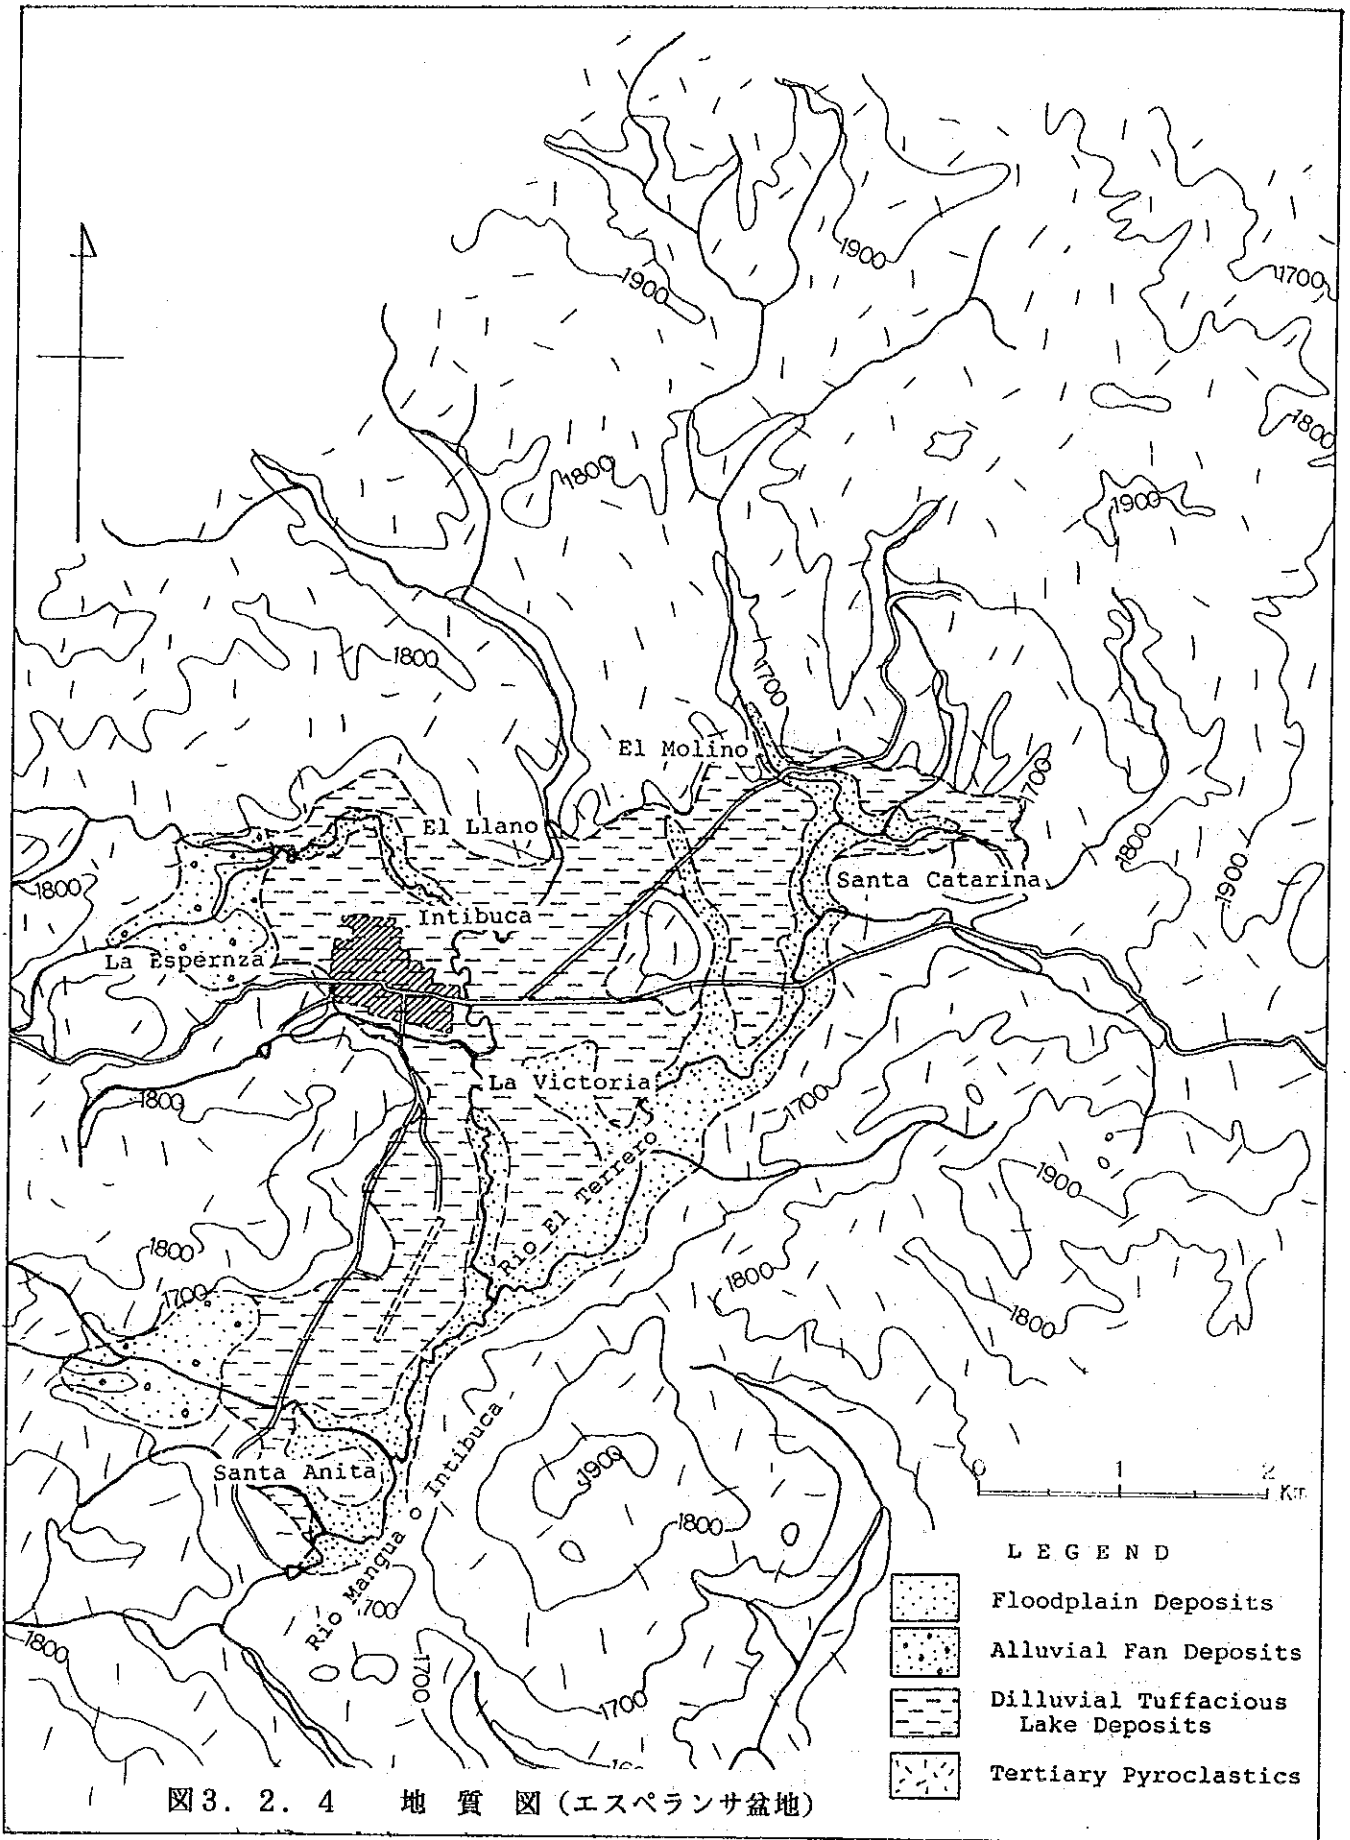 1900
1900
1700
1800
1800
1900
1800
1700
El Molino
1700
El Llano
1800
1800
Santa Catarina
1900
Intibuca
La Espernza
La Victoria
1800
1700
Rio El Terrero
1900
1800
1800
1700
1800
Rio Mangua o Intibuca
1900
Santa Anita
0 1 2 Km
1800
LEGEND
Floodplain Deposits
700
Alluvial Fan Deposits
1800
1700
Dilluvial Tuffacious
Lake Deposits
1700
Tertiary Pyroclastics
図3.2.4 地質図(エスペランサ盆地)